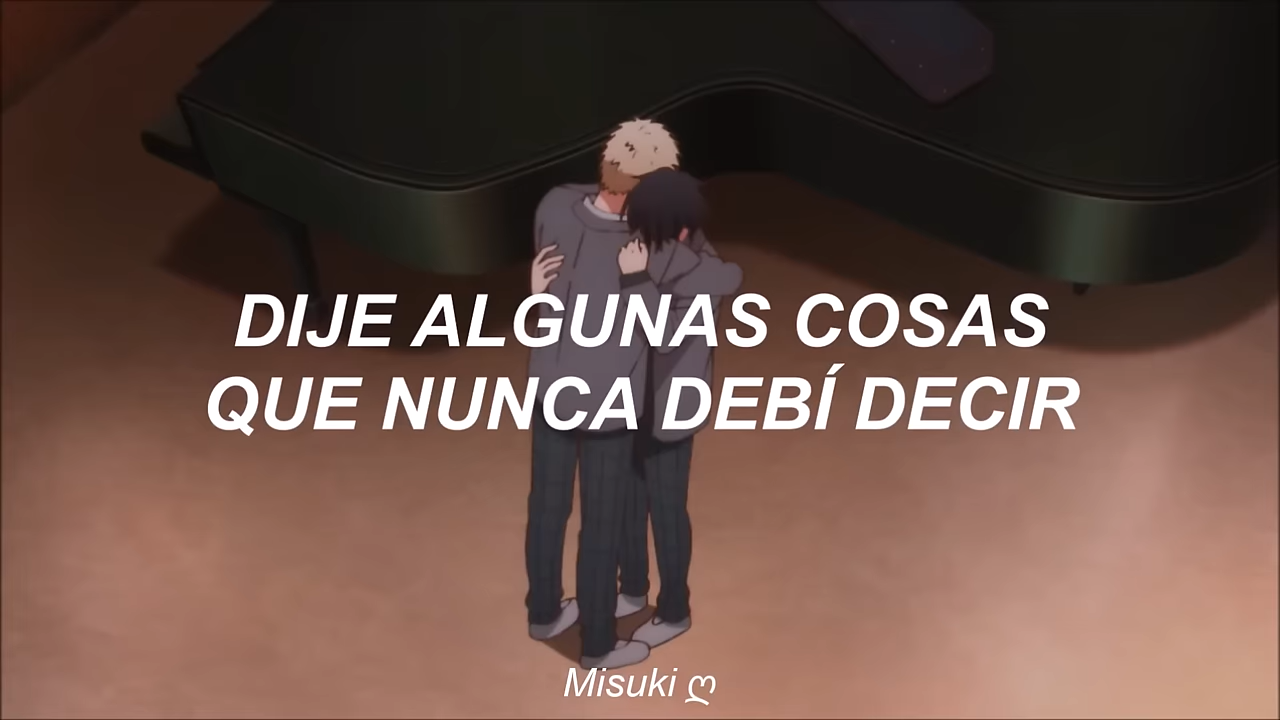 DIJE ALGUNAS COSAS
QUE NUNCA DEBÍ DECIR
Misuki ღ